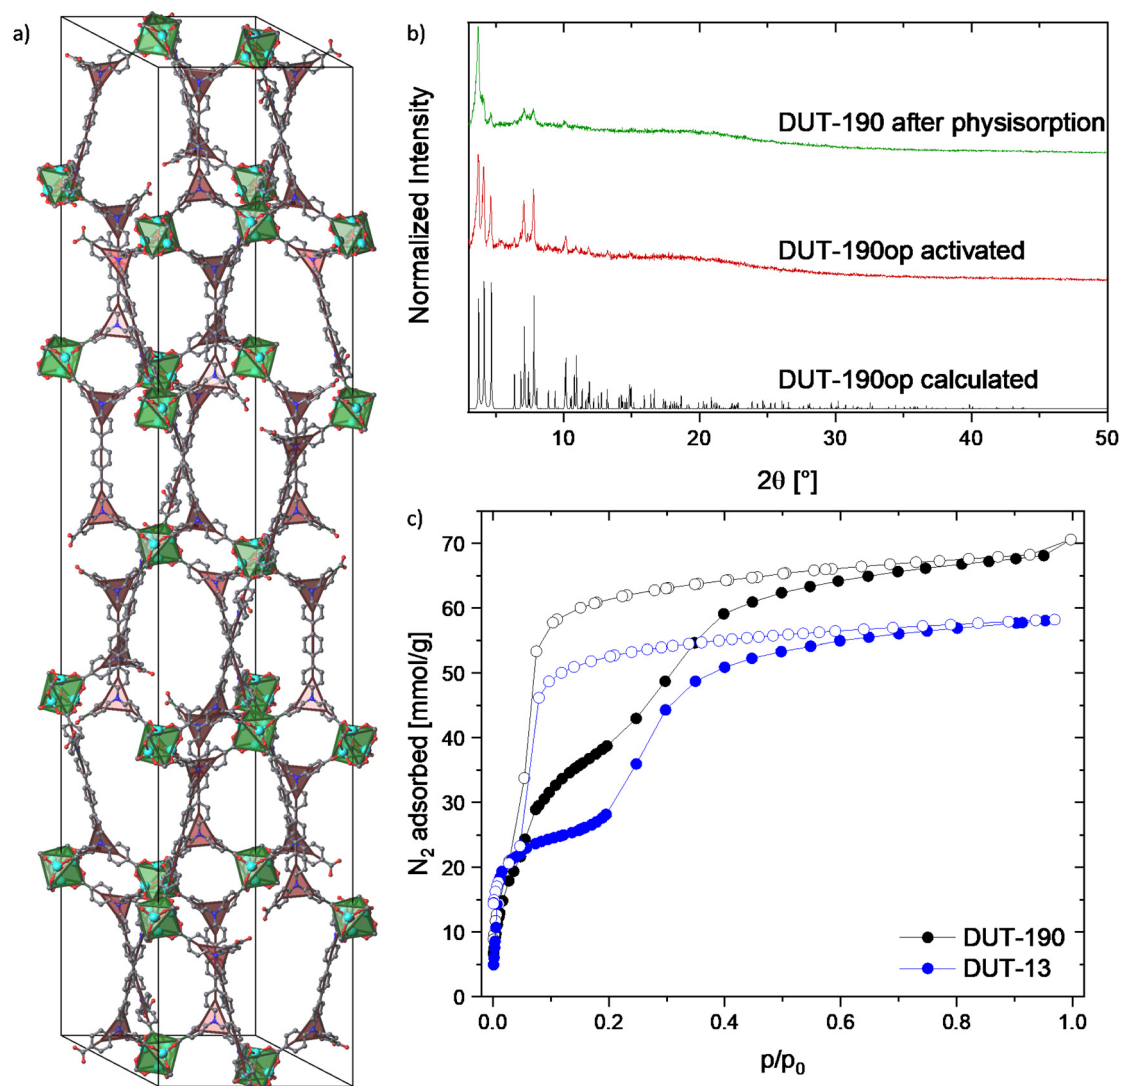 a)
b)
Normalized Intensity
DUT-190 after physisorption
DUT-190op activated
DUT-190op calculated
10
20
30
40
50
2θ [°]
c)
N₂ adsorbed [mmol/g]
70
60
50
40
30
20
10
0
DUT-190
DUT-13
0.0
0.2
0.4
0.6
0.8
1.0
p/p₀